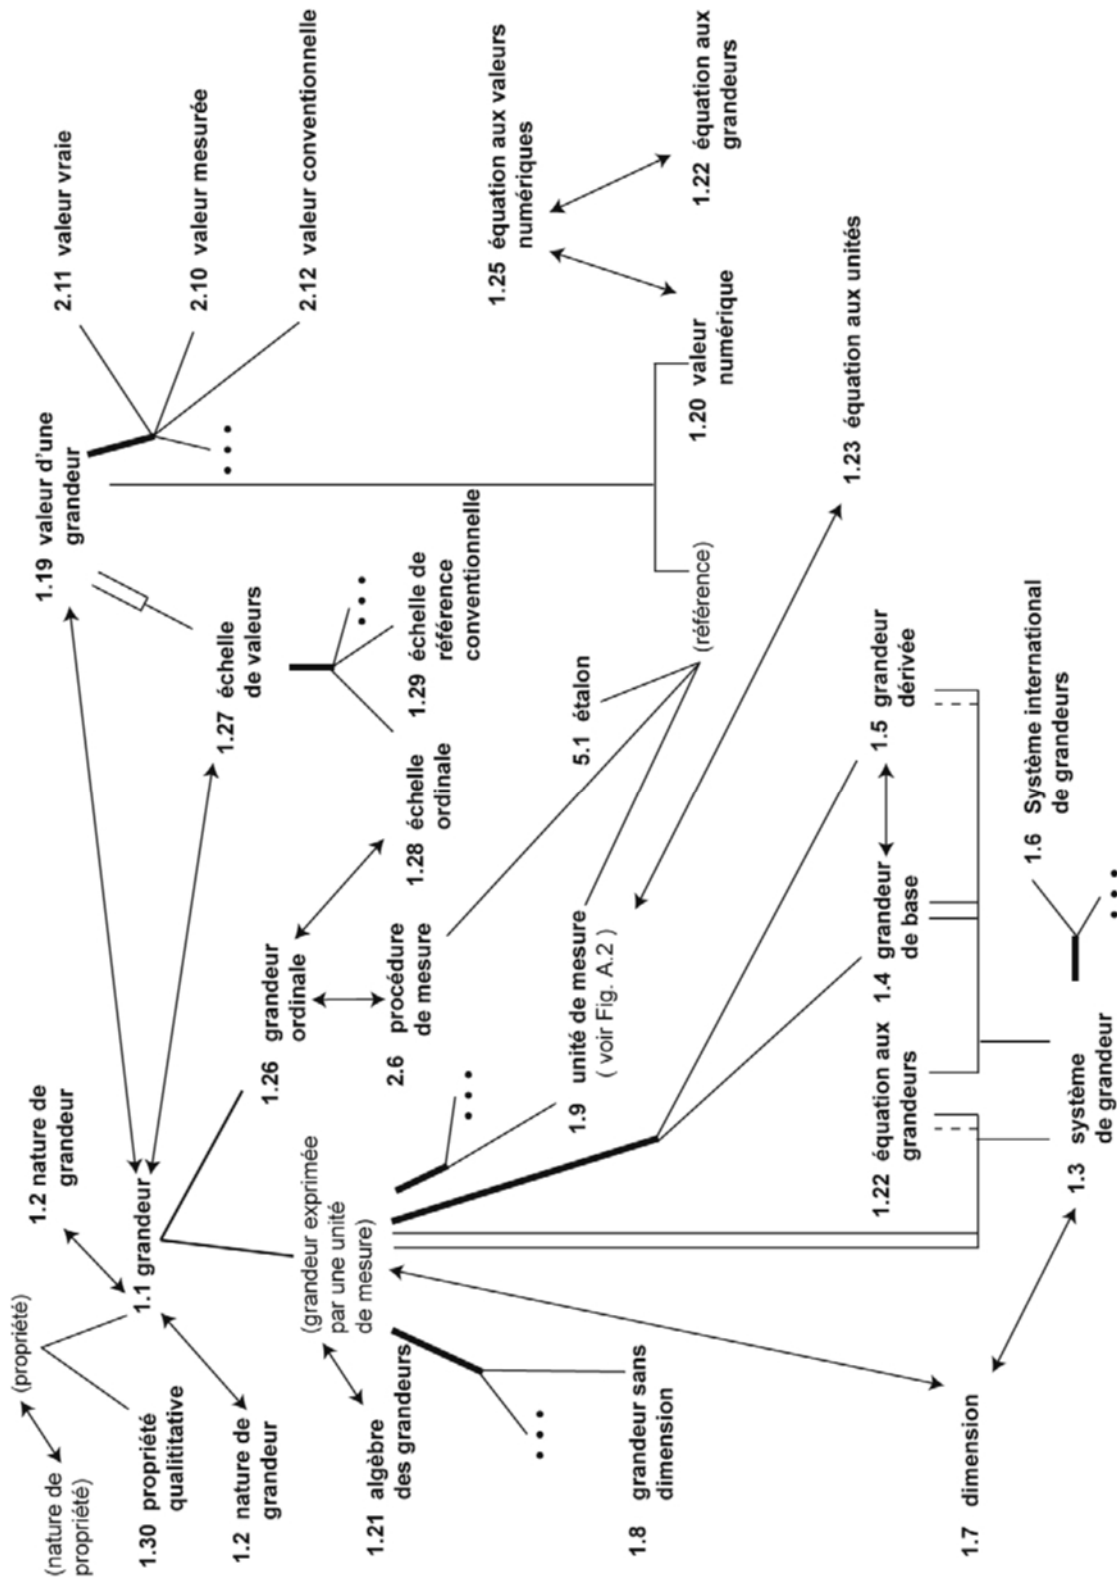 (nature de
propriété)
(propriété)
1.30 propriété
qualititative
1.2 nature de
grandeur
1.1 grandeur
1.2 nature de
grandeur
1.19 valeur d'une
grandeur
2.11 valeur vraie
2.10 valeur mesurée
2.12 valeur conventionnelle
• • •
1.27 échelle
de valeurs
• • •
1.26 grandeur
ordinale
1.28 échelle
ordinale
1.29 échelle de
référence
conventionnelle
1.21 algèbre
des grandeurs
(grandeur exprimée
par une unité
de mesure)
2.6 procédure
de mesure
• • •
1.25 équation aux valeurs
numériques
• • •
1.9 unité de mesure
( voir Fig. A.2 )
5.1 étalon
1.8 grandeur sans
dimension
(référence)
1.20 valeur
numérique
1.22 équation aux
grandeurs
1.23 équation aux unités
1.22 équation aux
grandeurs
1.4 grandeur
de base
1.5 grandeur
dérivée
1.7 dimension
1.3 système
de grandeur
1.6 Système international
de grandeurs
• • •